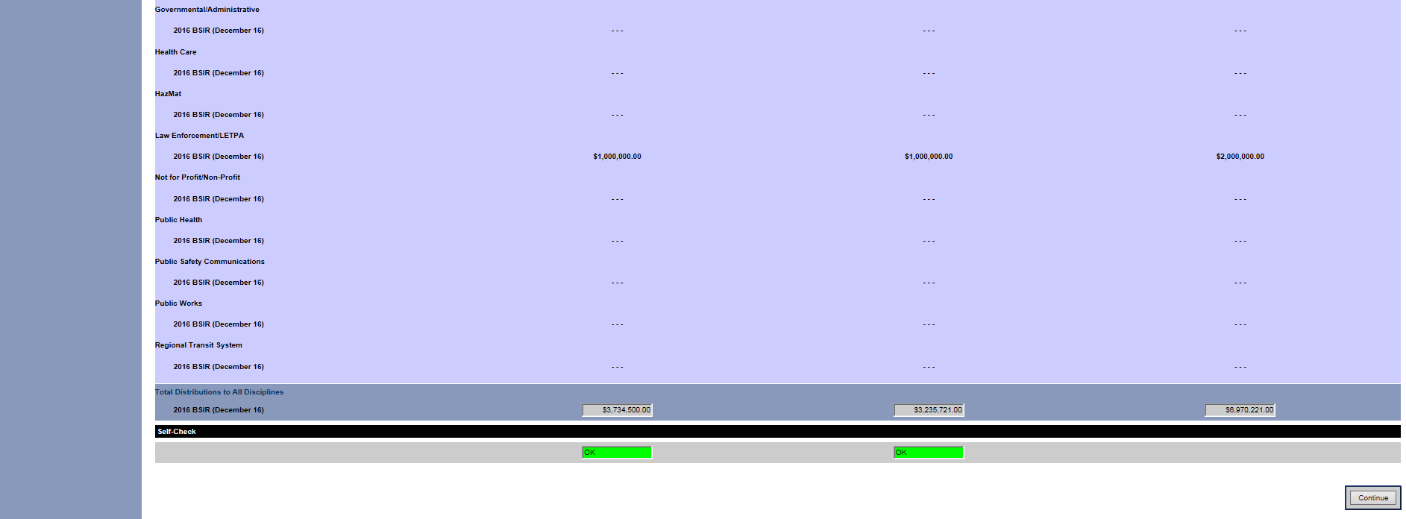 Governmental/Administrative
2016 BSIR (December 16) - - - - - - - - -
Health Care
2016 BSIR (December 16) - - - - - - - - -
HazMat
2016 BSIR (December 16) - - - - - - - - -
Law Enforcement/LETPA
2016 BSIR (December 16) $1,000,000.00 $1,000,000.00 $2,000,000.00
Not for Profit/Non-Profit
2016 BSIR (December 16) - - - - - - - - -
Public Health
2016 BSIR (December 16) - - - - - - - - -
Public Safety Communications
2016 BSIR (December 16) - - - - - - - - -
Public Works
2016 BSIR (December 16) - - - - - - - - -
Regional Transit System
2016 BSIR (December 16) - - - - - - - - -
Total Distributions to All Disciplines
2016 BSIR (December 16) $3,734,500.00 $3,235,721.00 $6,970,221.00
Self-Check
OK OK
Continue